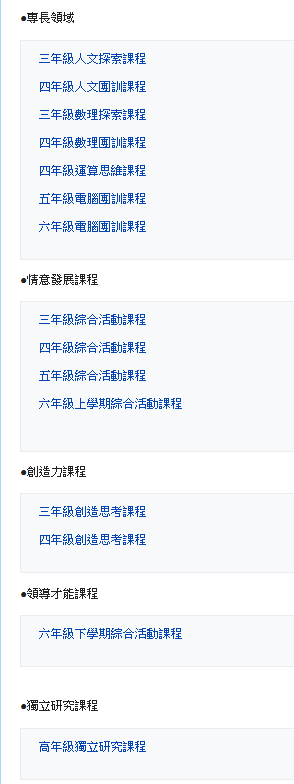 ●專長領域
三年級人文探索課程
四年級人文團訓課程
三年級數理探索課程
四年級數理團訓課程
四年級運算思維課程
五年級電腦團訓課程
六年級電腦團訓課程
●情意發展課程
三年級綜合活動課程
四年級綜合活動課程
五年級綜合活動課程
六年級上學期綜合活動課程
●創造力課程
三年級創造思考課程
四年級創造思考課程
●領導才能課程
六年級下學期綜合活動課程
●獨立研究課程
高年級獨立研究課程